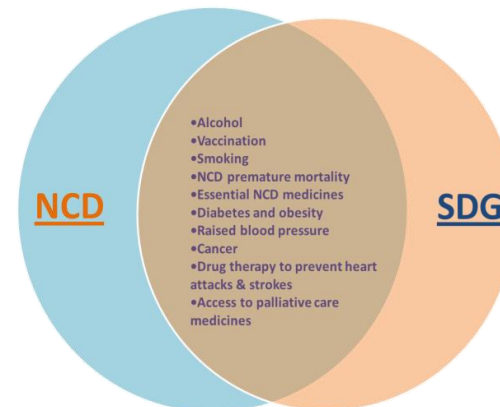 •Alcohol
•Vaccination
•Smoking
•NCD premature mortality
•Essential NCD medicines
•Diabetes and obesity
•Raised blood pressure
•Cancer
•Drug therapy to prevent heart
attacks & strokes
•Access to palliative care
medicines
NCD
SDG